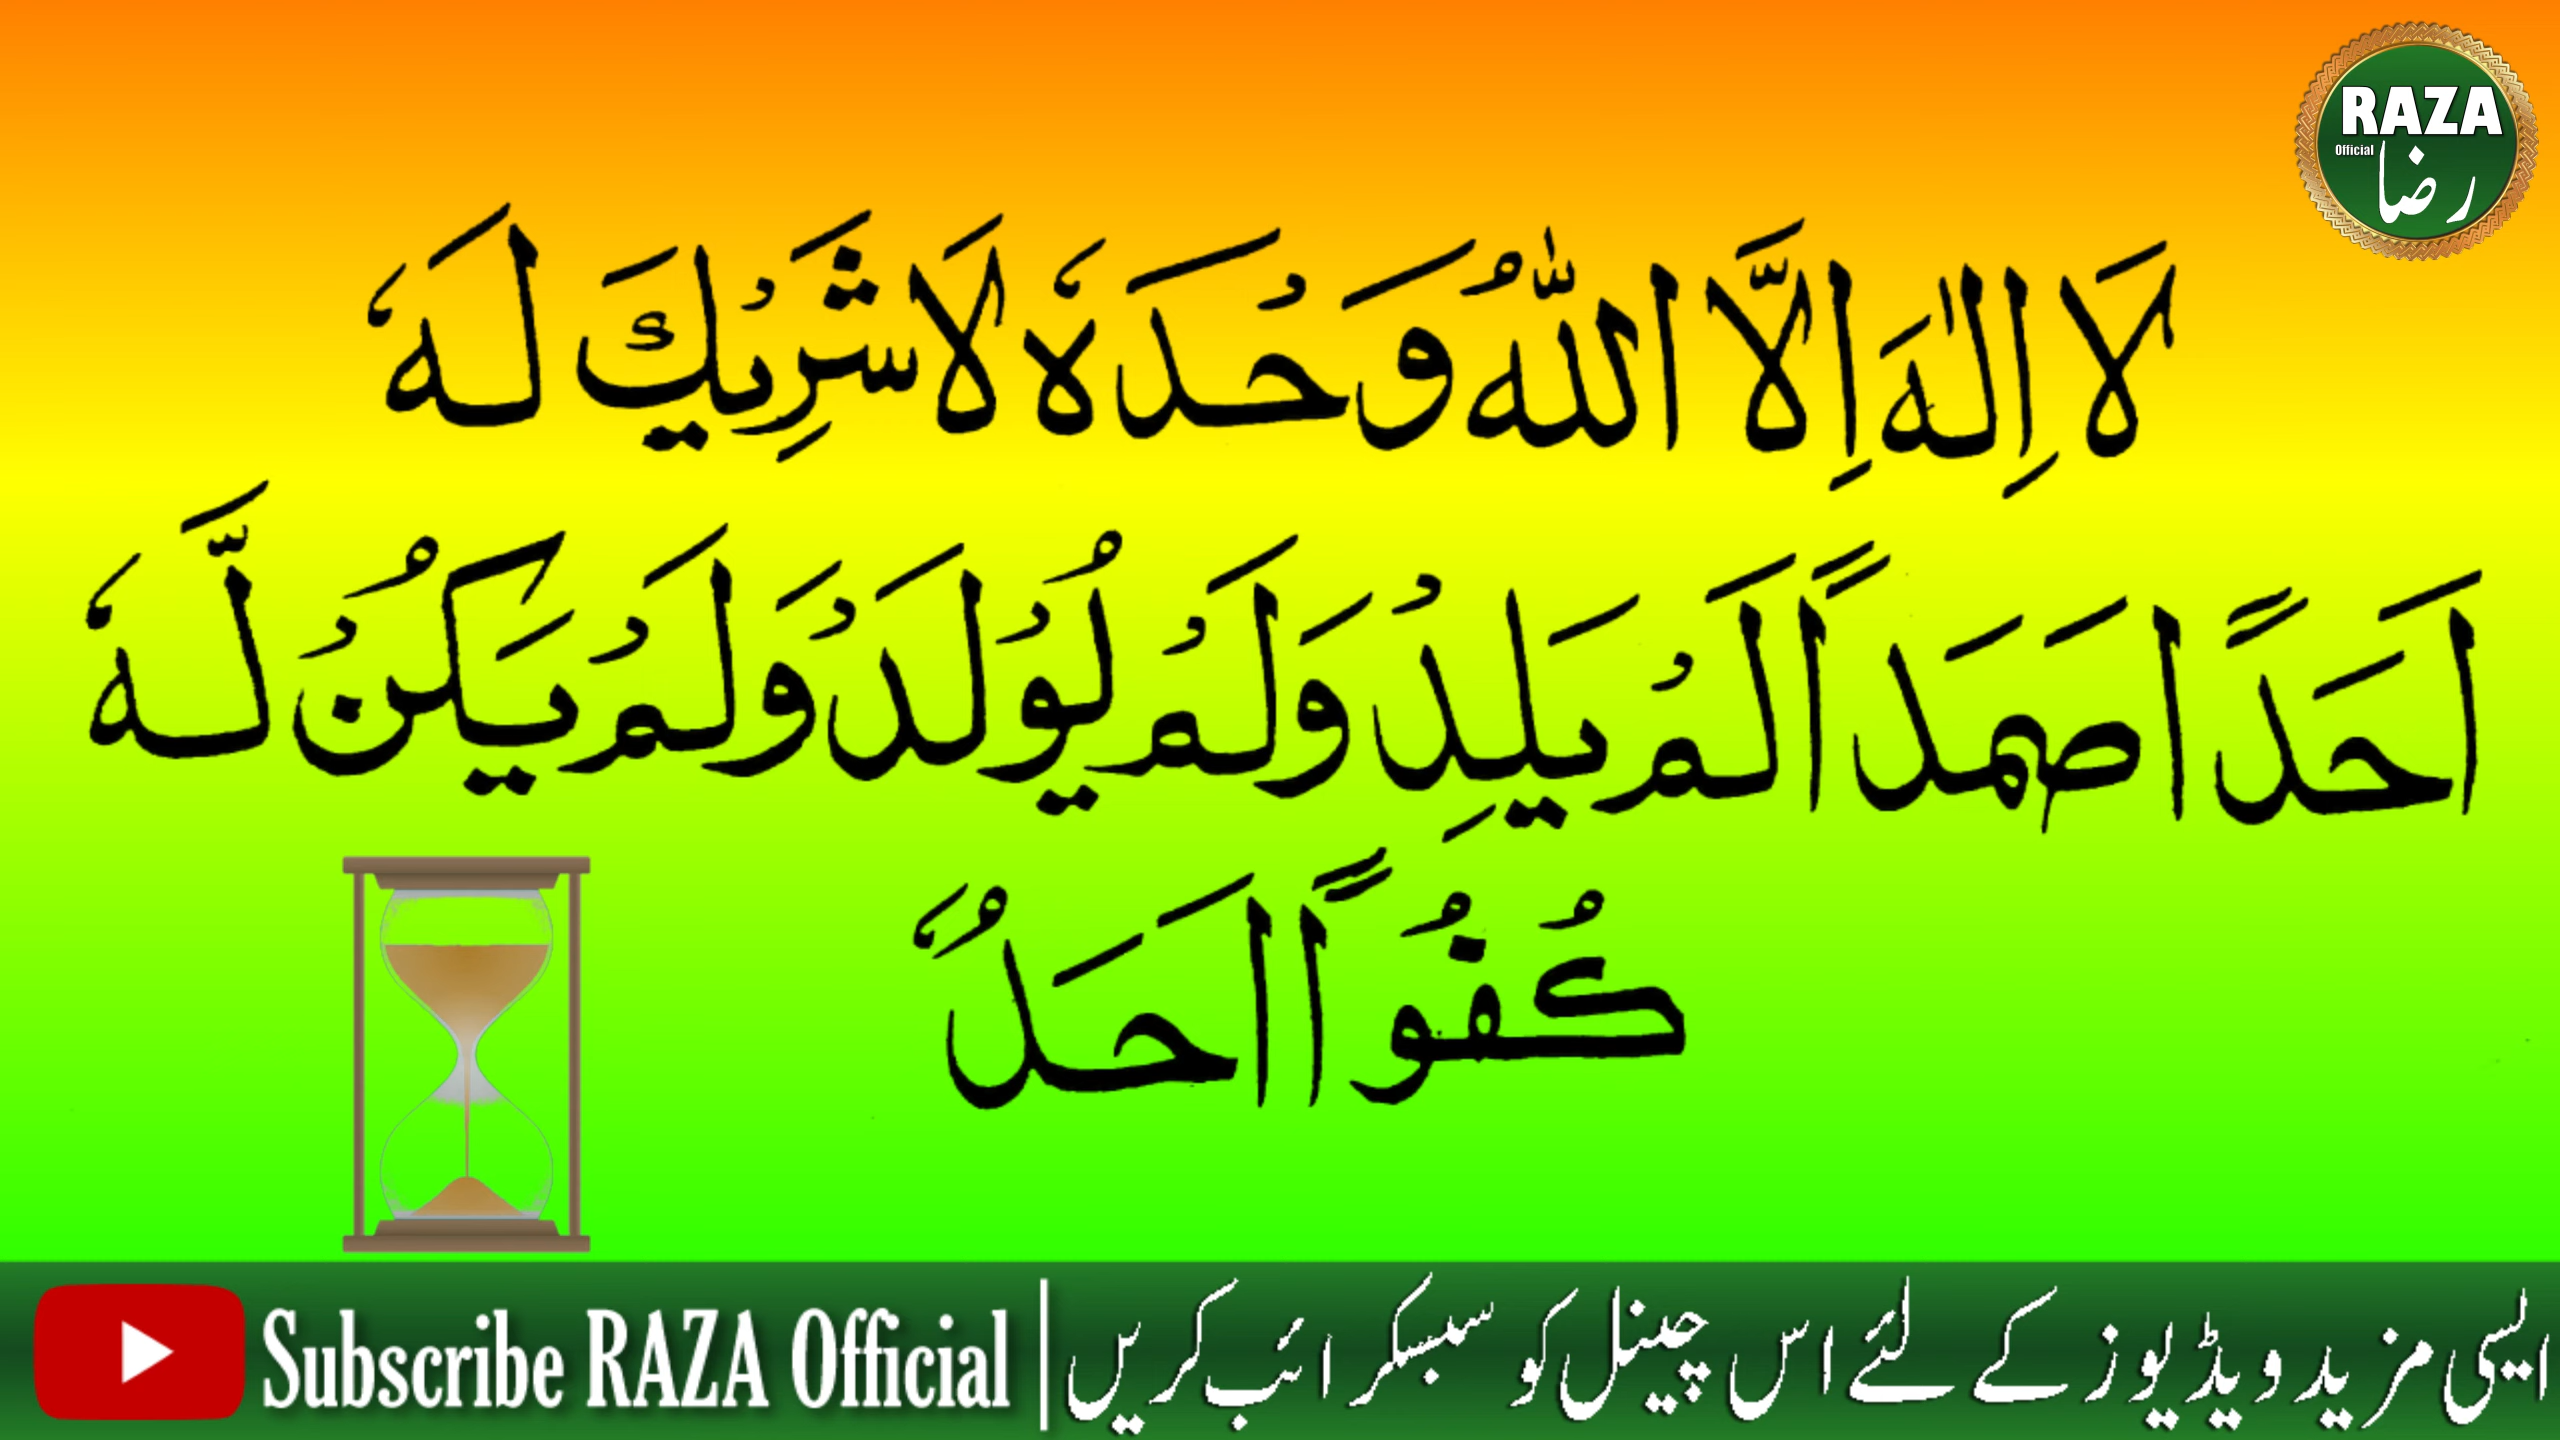 RAZA
Official
رضا
لَا اِلٰهَ اِلَّا اللّٰهُ وَحْدَهٗ لَا شَرِيْكَ لَهٗ
اَحَدًا صَمَدًا لَمْ يَلِدْ وَلَمْ يُوْلَدْ وَلَمْ يَكُنْ لَّهٗ
كُفُوًا اَحَدٌ
Subscribe RAZA Official | ایسی مزید ویڈیوز کے لئے اس چینل کو سبسکرائب کریں